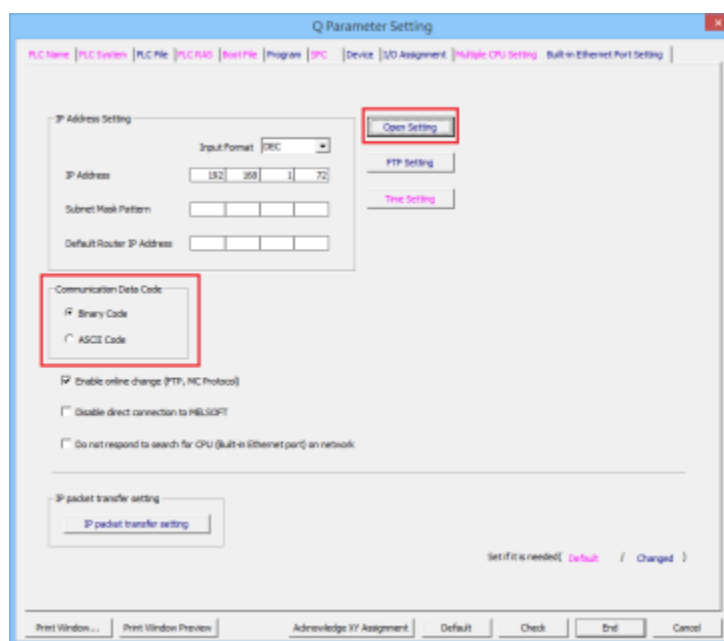 Q Parameter Setting
PLC Name PLC System PLC File PLC RAS Boot File Program SFC Device I/O Assignment Multiple CPU Setting Built-in Ethernet Port Setting
IP Address Setting
Input Format DEC
IP Address 192 168 1 72
Subnet Mask Pattern
Default Router IP Address
Open Setting
FTP Setting
Time Setting
Communication Data Code
Binary Code
ASCII Code
Enable online change (FTP, MC Protocol)
Disable direct connection to MELSOFT
Do not respond to search for CPU (Built-in Ethernet port) on network
IP packet transfer setting
IP packet transfer setting
Set if it is needed( Default / Changed )
Print Window... Print Window Preview Acknowledge XY Assignment Default Check End Cancel